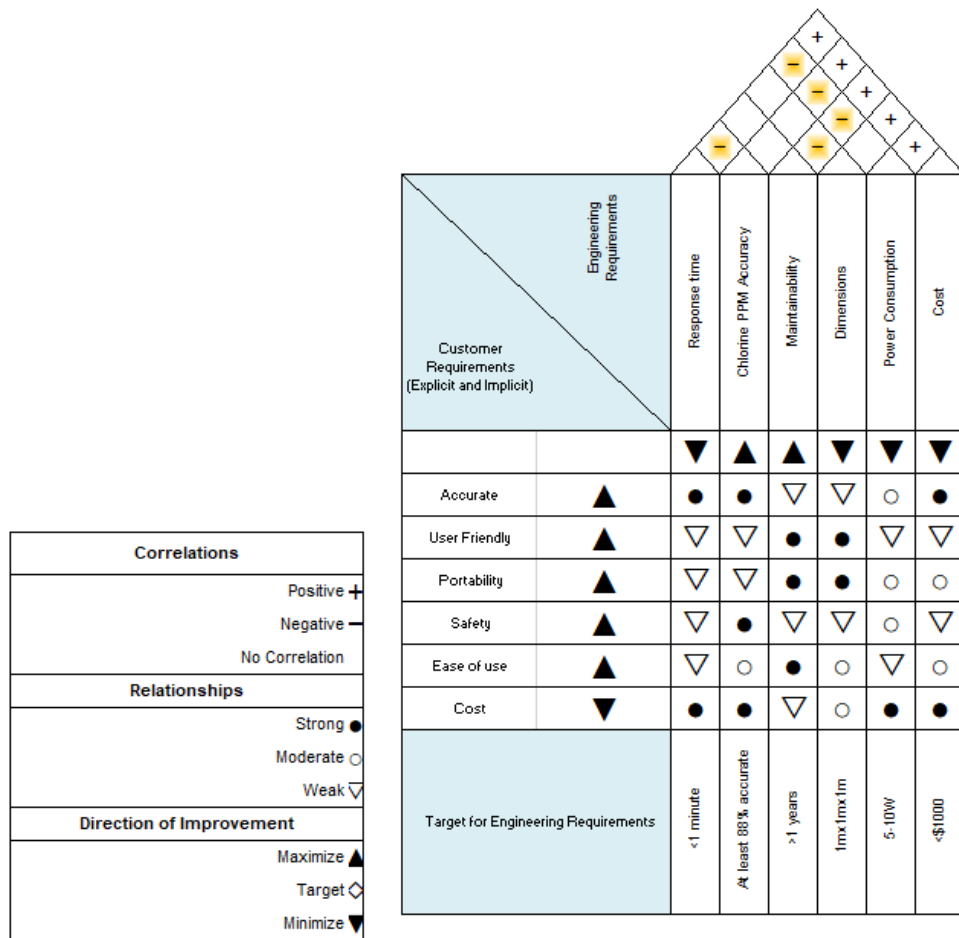 +
− +
− +
− +
− − +
Engineering
Requirements
Customer
Requirements
(Explicit and Implicit)
Response time
Chlorine PPM Accuracy
Maintainability
Dimensions
Power Consumption
Cost
▼ ▲ ▲ ▼ ▼ ▼
Accurate ▲ ● ● ▽ ▽ ○ ●
User Friendly ▲ ▽ ▽ ● ● ▽ ▽
Portability ▲ ▽ ▽ ● ● ○ ○
Safety ▲ ▽ ● ▽ ▽ ○ ▽
Ease of use ▲ ▽ ○ ● ○ ▽ ○
Cost ▼ ● ● ▽ ○ ● ●
Target for Engineering Requirements
<1 minute
At least 88% accurate
>1 years
1mx1mx1m
5-10W
<$1000
Correlations
Positive +
Negative −
No Correlation
Relationships
Strong ●
Moderate ○
Weak ▽
Direction of Improvement
Maximize ▲
Target ◇
Minimize ▼